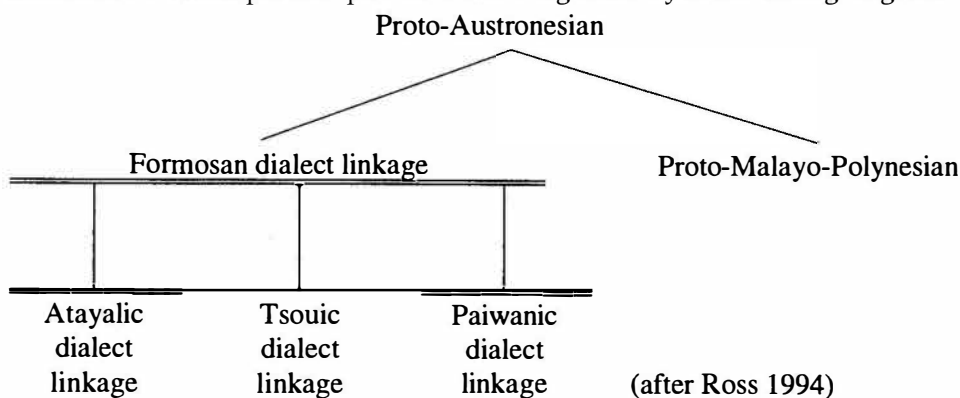 Proto-Austronesian
Formosan dialect linkage
Proto-Malayo-Polynesian
Atayalic Tsouic Paiwanic
dialect dialect dialect
linkage linkage linkage (after Ross 1994)